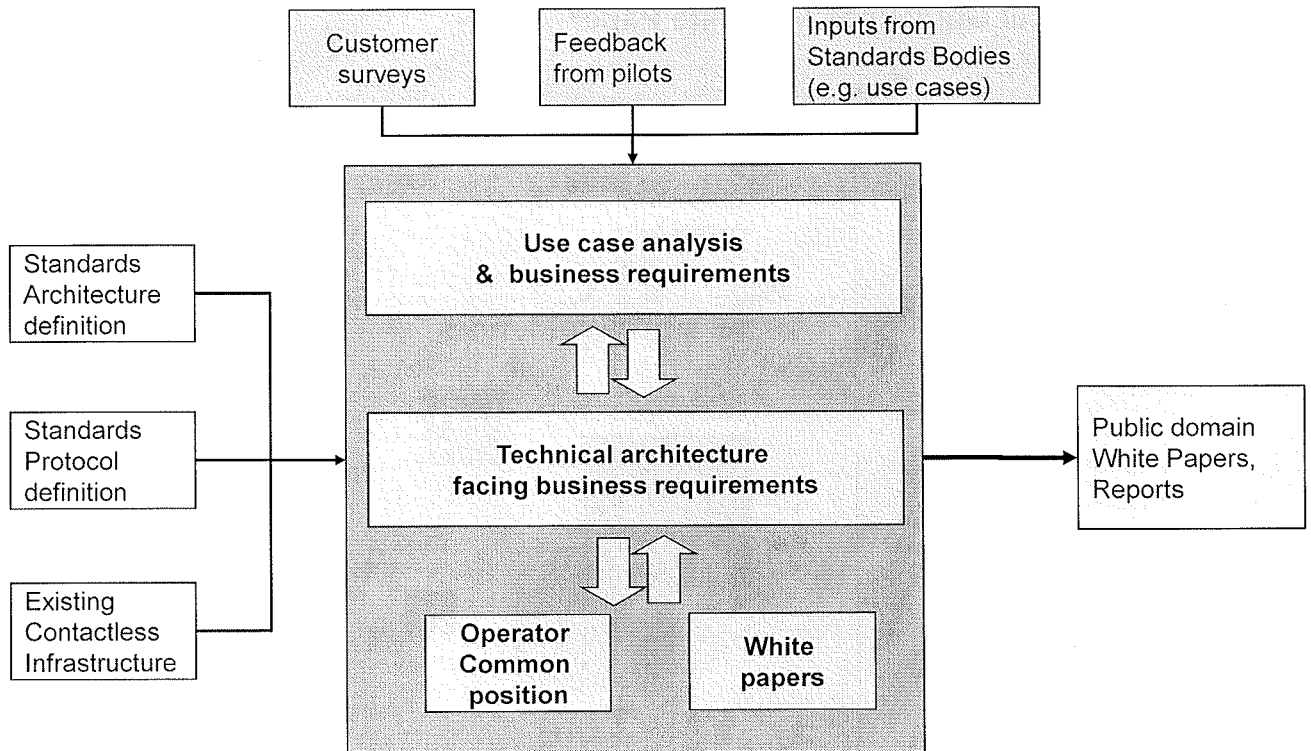 Customer
surveys
Feedback
from pilots
Inputs from
Standards Bodies
(e.g. use cases)
Use case analysis
& business requirements
Standards
Architecture
definition
Standards
Protocol
definition
Technical architecture
facing business requirements
Public domain
White Papers,
Reports
Existing
Contactless
Infrastructure
Operator
Common
position
White
papers